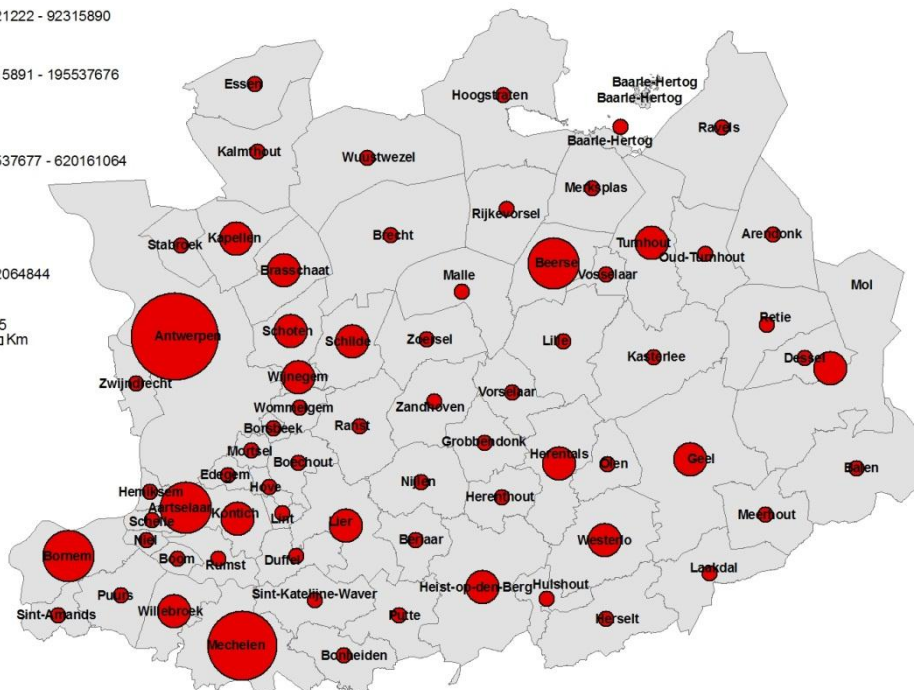 21222 - 92315890
5891 - 195537676
537677 - 620161064
2064844
5
Km
Essen
Hoogstraten
Baarle-Hertog
Baarle-Hertog
Baarle-Hertog
Ravels
Kalmthout
Wuustwezel
Merksplas
Rijkevorsel
Stabroek
Kapellen
Brecht
Turnhout
Arendonk
Oud-Turnhout
Brasschaat
Malle
Beerse
Vosselaar
Mol
Antwerpen
Schoten
Schilde
Zoersel
Lille
Retie
Kasterlee
Dessel
Zwijndrecht
Wijnegem
Wommelgem
Zandhoven
Vorselaar
Borsbeek
Ranst
Mortsel
Grobbendonk
Boechout
Herentals
Olen
Geel
Balen
Edegem
Hove
Nijlen
Hemiksem
Aartselaar
Kontich
Lint
Lier
Herenthout
Schelle
Niel
Meerhout
Berlaar
Westerlo
Bornem
Boom
Rumst
Duffel
Laakdal
Heist-op-den-Berg
Hulshout
Puurs
Sint-Katelijne-Waver
Sint-Amands
Willebroek
Putte
Herselt
Mechelen
Bonheiden